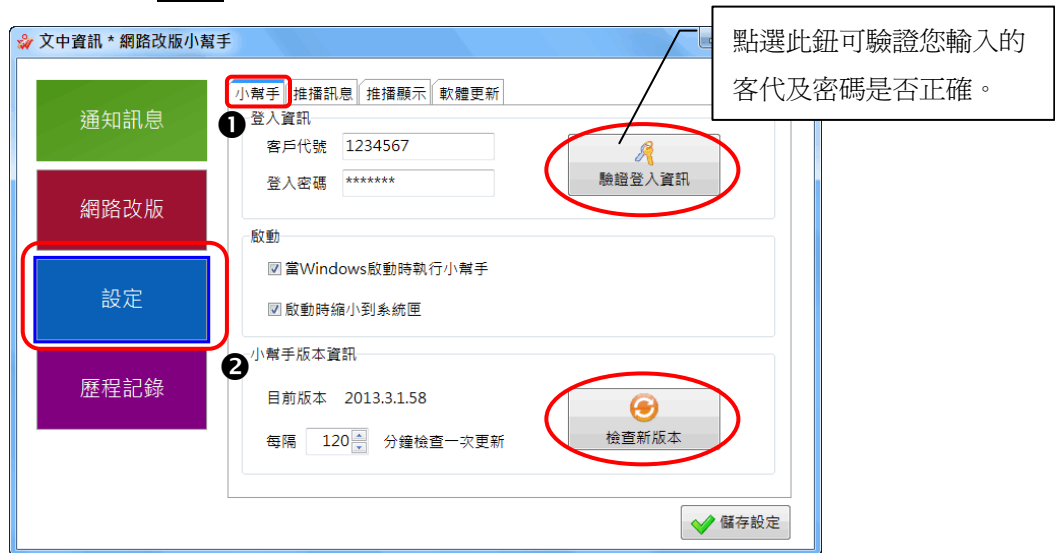 文中資訊 * 網路改版小幫手
點選此鈕可驗證您輸入的
客代及密碼是否正確。
通知訊息
網路改版
設定
歷程記錄
小幫手 推播訊息 推播顯示 軟體更新
❶
登入資訊
客戶代號 1234567
登入密碼 *******
驗證登入資訊
啟動
當Windows啟動時執行小幫手
啟動時縮小到系統匣
❷
小幫手版本資訊
目前版本 2013.3.1.58
每隔 120 分鐘檢查一次更新
檢查新版本
儲存設定